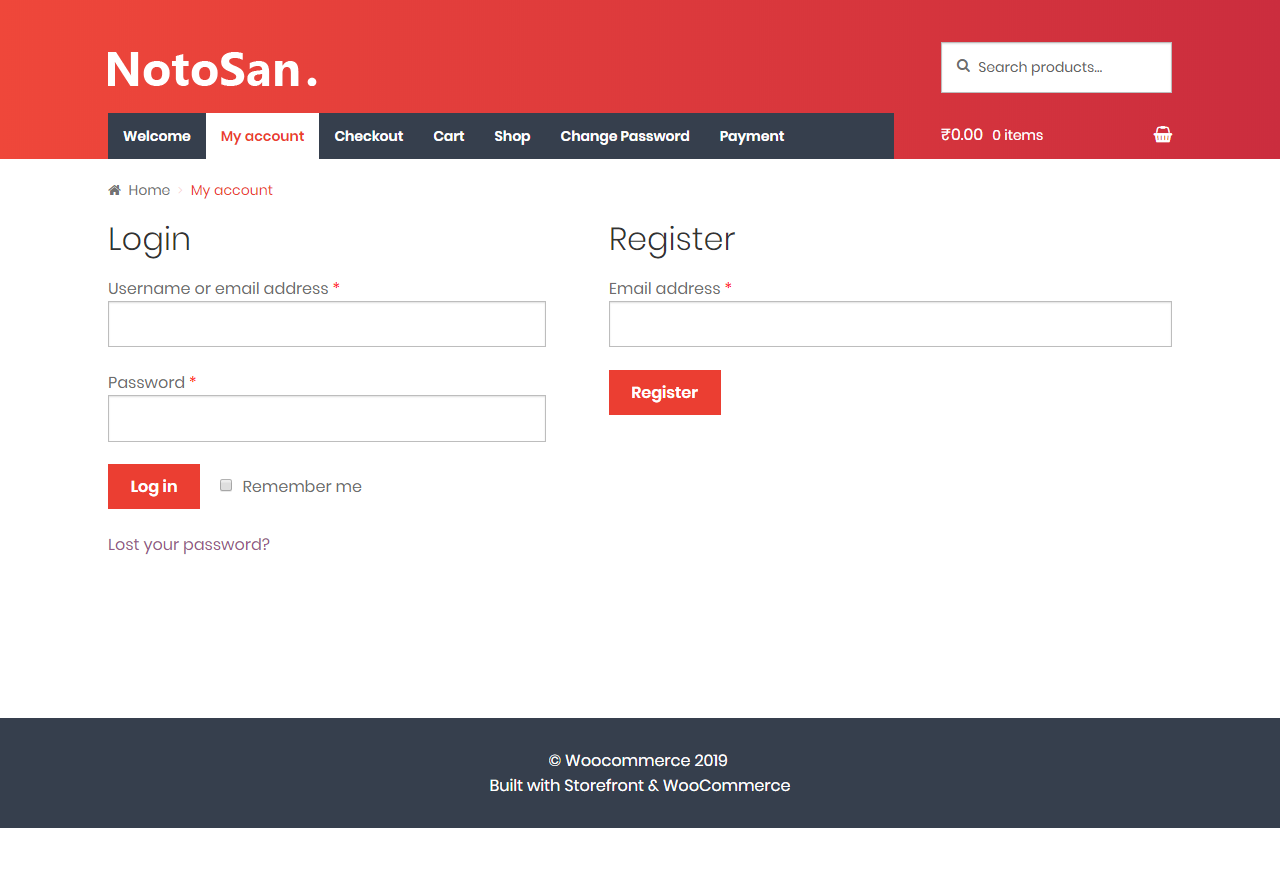 NotoSan.
Search products...
Welcome My account Checkout Cart Shop Change Password Payment
₹0.00 0 items
Home My account
Login
Username or email address *
Password *
Log in Remember me
Lost your password?
Register
Email address *
Register
© Woocommerce 2019
Built with Storefront & WooCommerce